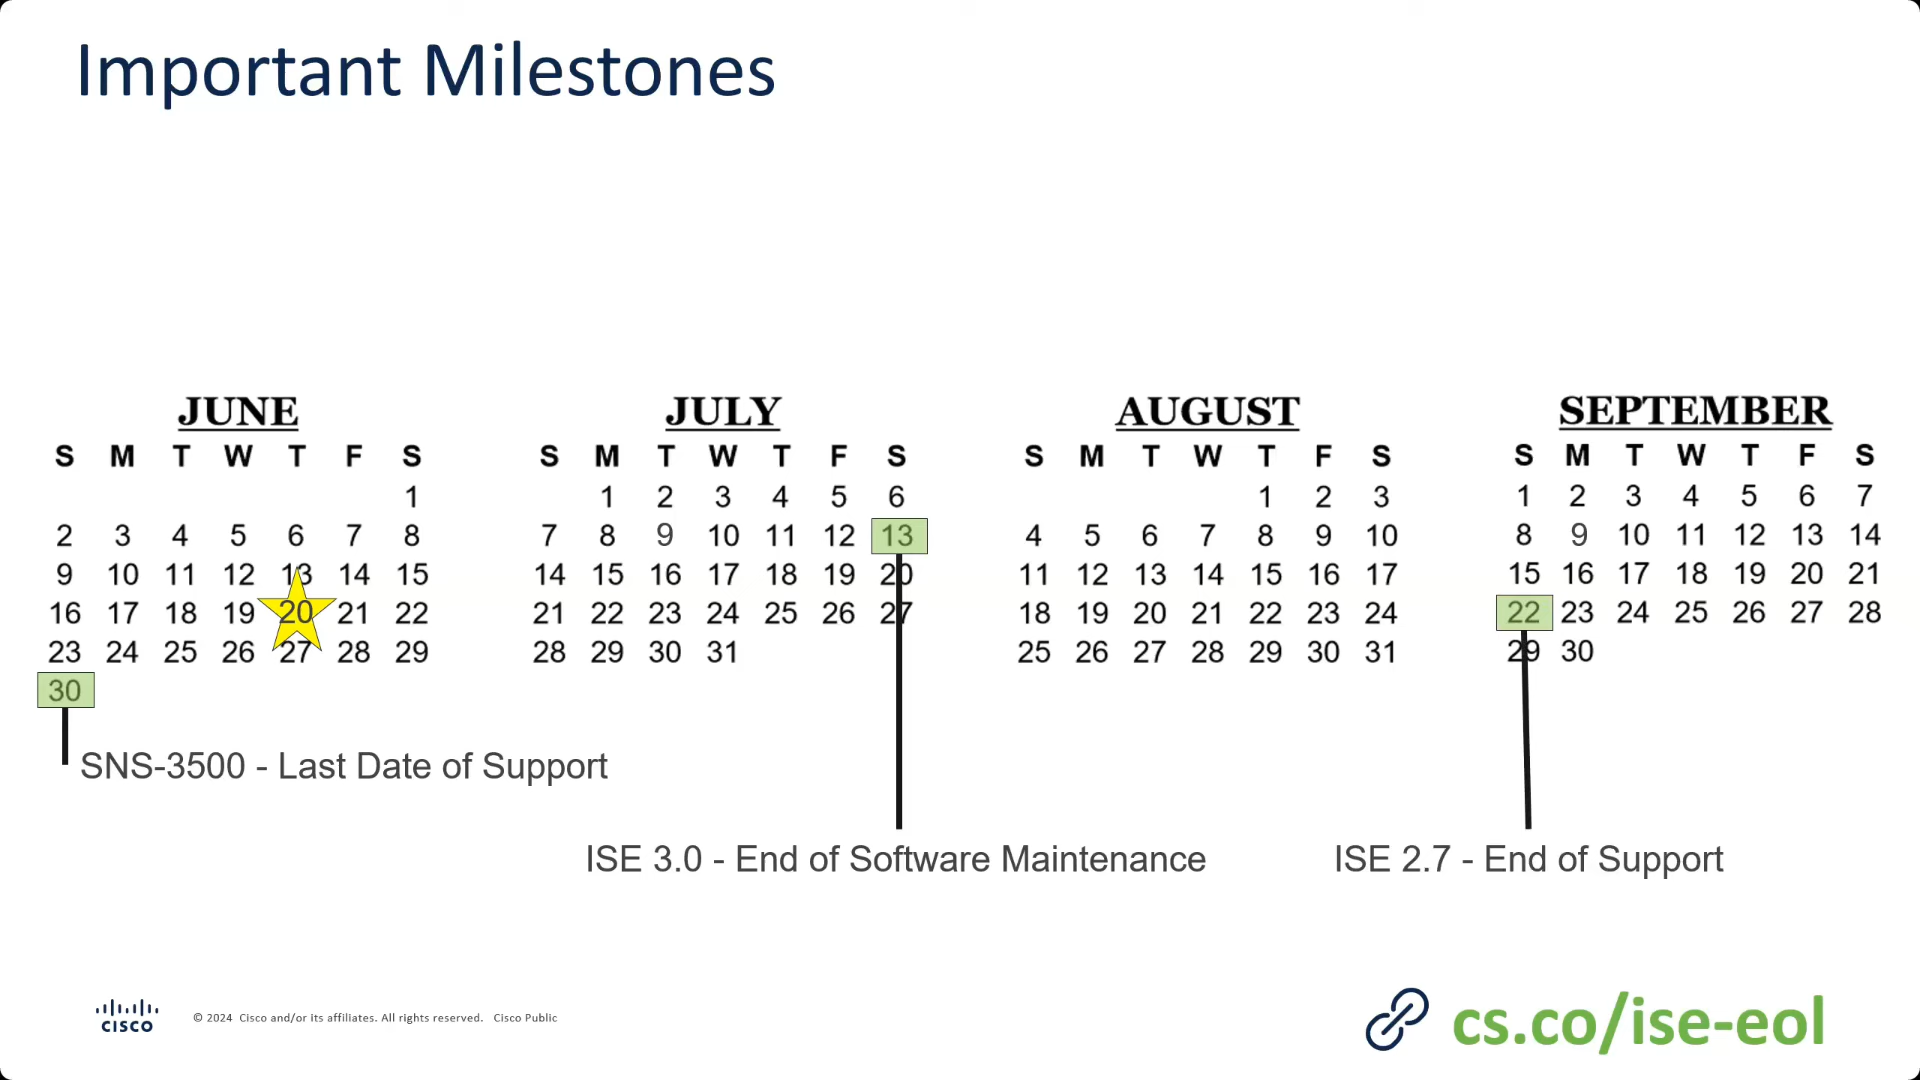 Important Milestones
JUNE
S M T W T F S
1
2 3 4 5 6 7 8
9 10 11 12 13 14 15
16 17 18 19 20 21 22
23 24 25 26 27 28 29
30
SNS-3500 - Last Date of Support
JULY
S M T W T F S
1 2 3 4 5 6
7 8 9 10 11 12 13
14 15 16 17 18 19 20
21 22 23 24 25 26 27
28 29 30 31
ISE 3.0 - End of Software Maintenance
AUGUST
S M T W T F S
1 2 3
4 5 6 7 8 9 10
11 12 13 14 15 16 17
18 19 20 21 22 23 24
25 26 27 28 29 30 31
SEPTEMBER
S M T W T F S
1 2 3 4 5 6 7
8 9 10 11 12 13 14
15 16 17 18 19 20 21
22 23 24 25 26 27 28
29 30
ISE 2.7 - End of Support
CISCO
© 2024 Cisco and/or its affiliates. All rights reserved. Cisco Public
cs.co/ise-eol